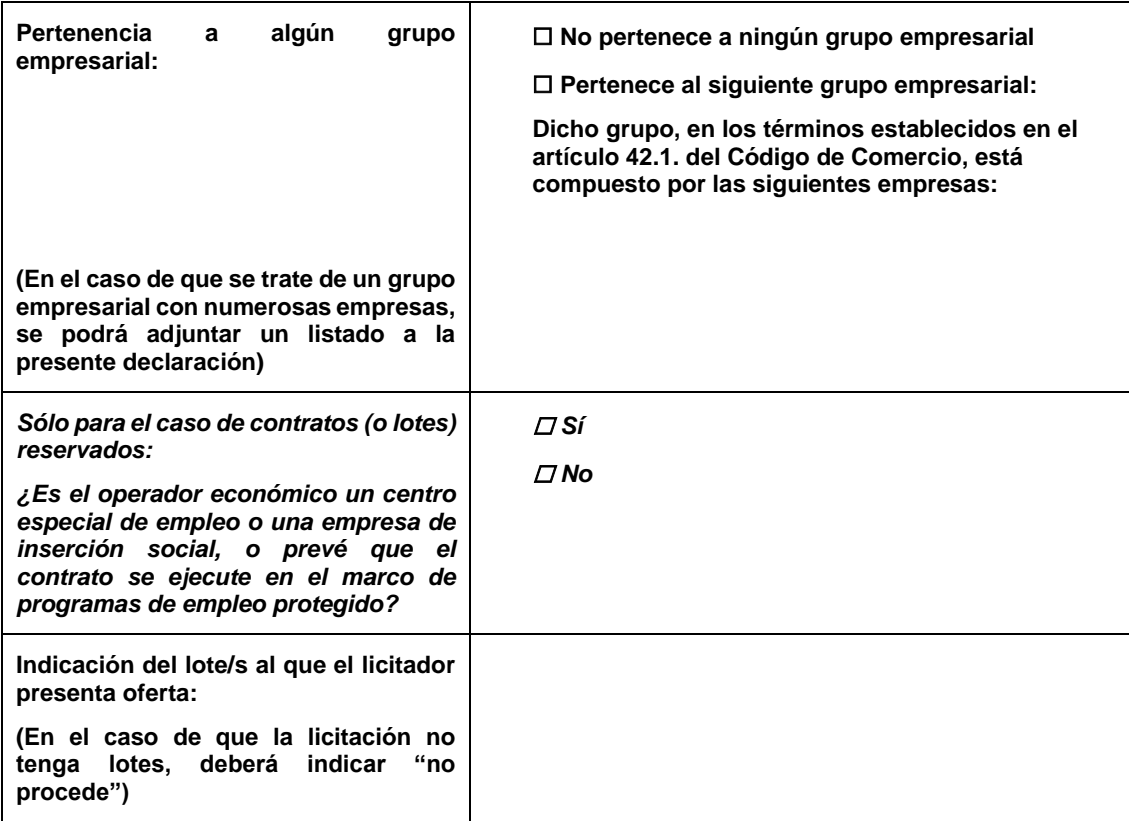 Pertenencia a algún grupo
empresarial:
(En el caso de que se trate de un grupo
empresarial con numerosas empresas,
se podrá adjuntar un listado a la
presente declaración)
☐ No pertenece a ningún grupo empresarial
☐ Pertenece al siguiente grupo empresarial:
Dicho grupo, en los términos establecidos en el
artículo 42.1. del Código de Comercio, está
compuesto por las siguientes empresas:
Sólo para el caso de contratos (o lotes)
reservados:
¿Es el operador económico un centro
especial de empleo o una empresa de
inserción social, o prevé que el
contrato se ejecute en el marco de
programas de empleo protegido?
☐ Sí
☐ No
Indicación del lote/s al que el licitador
presenta oferta:
(En el caso de que la licitación no
tenga lotes, deberá indicar “no
procede”)